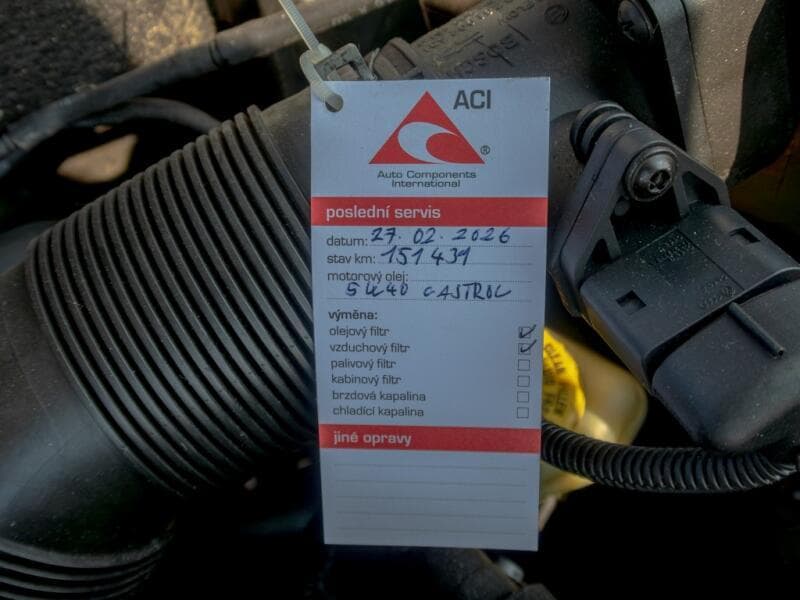 ACI
®
Auto Components
International
poslední servis
datum: 27.02.2026
stav km: 151431
motorový olej:
5W40 CASTROL
výměna:
olejový filtr
vzduchový filtr
palivový filtr
kabinový filtr
brzdová kapalina
chladící kapalina
jiné opravy